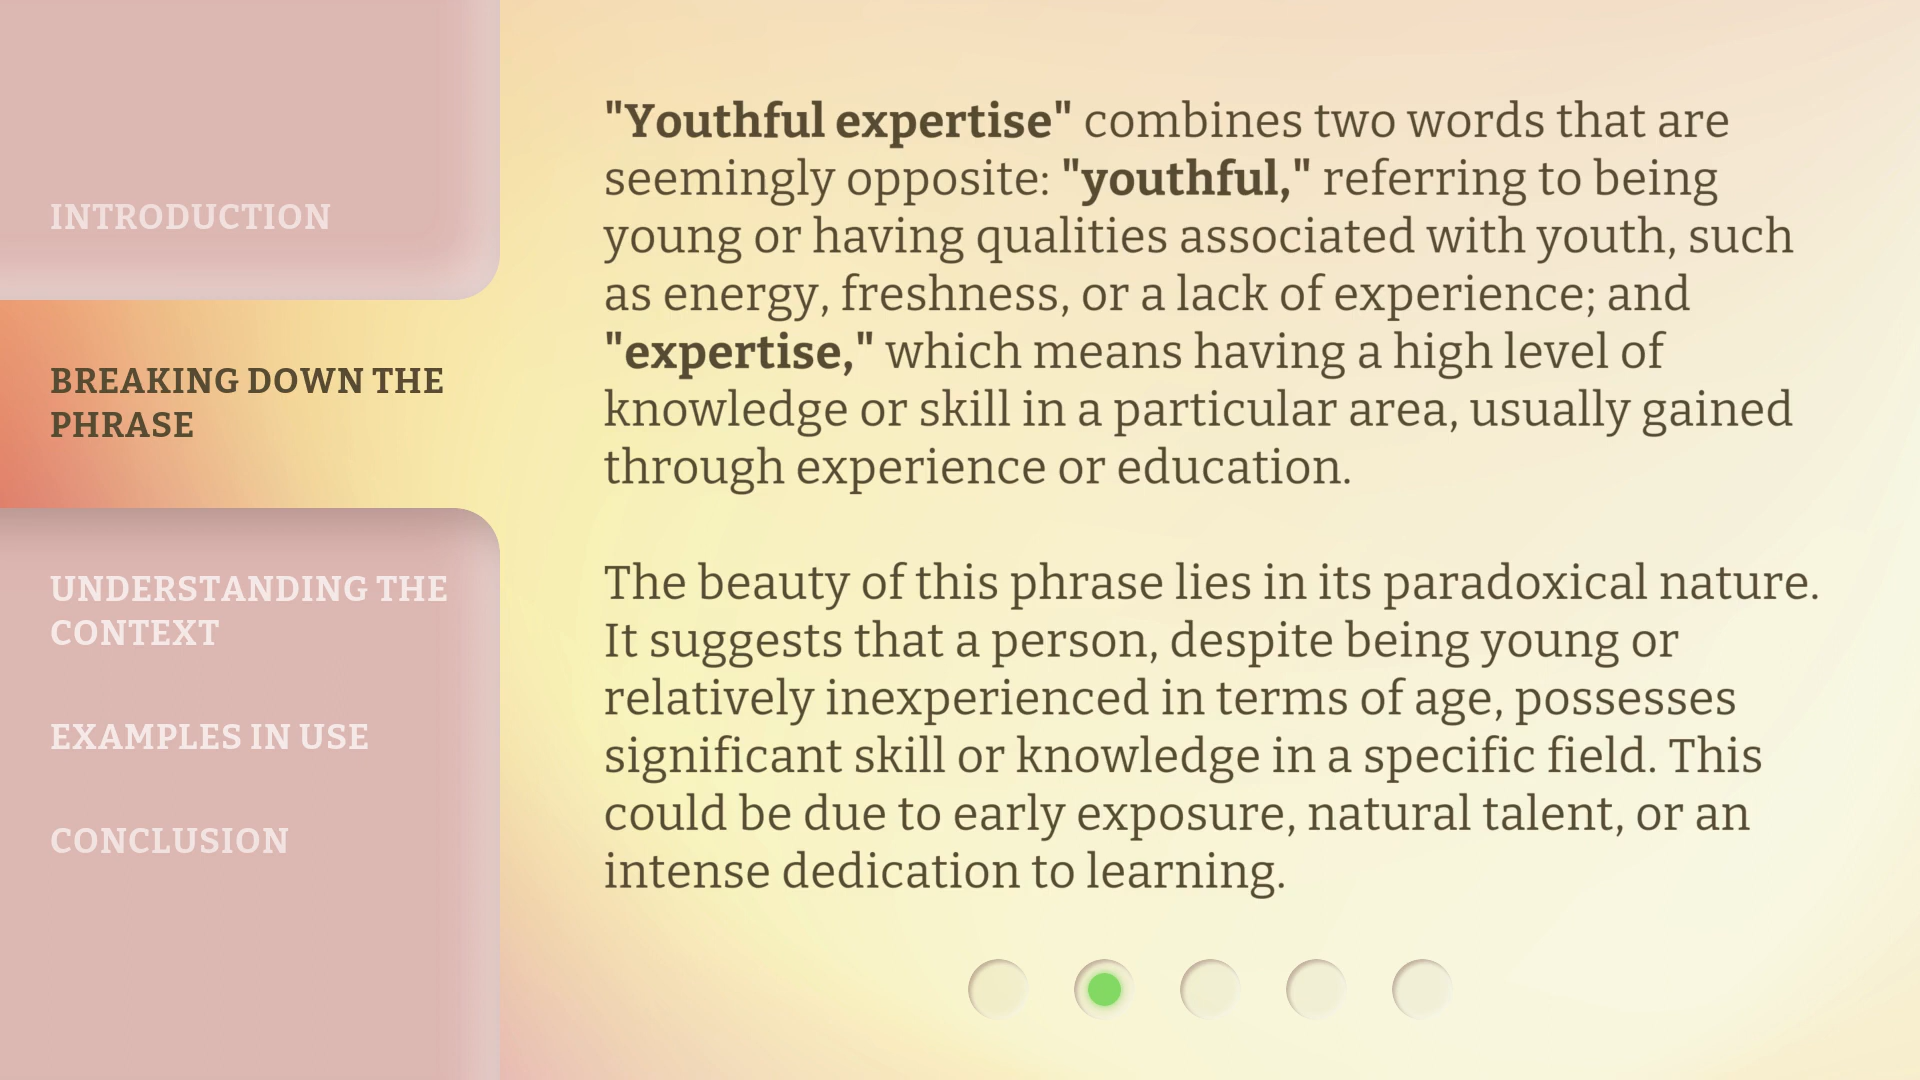 INTRODUCTION
BREAKING DOWN THE
PHRASE
UNDERSTANDING THE
CONTEXT
EXAMPLES IN USE
CONCLUSION
"Youthful expertise" combines two words that are
seemingly opposite: "youthful," referring to being
young or having qualities associated with youth, such
as energy, freshness, or a lack of experience; and
"expertise," which means having a high level of
knowledge or skill in a particular area, usually gained
through experience or education.
The beauty of this phrase lies in its paradoxical nature.
It suggests that a person, despite being young or
relatively inexperienced in terms of age, possesses
significant skill or knowledge in a specific field. This
could be due to early exposure, natural talent, or an
intense dedication to learning.